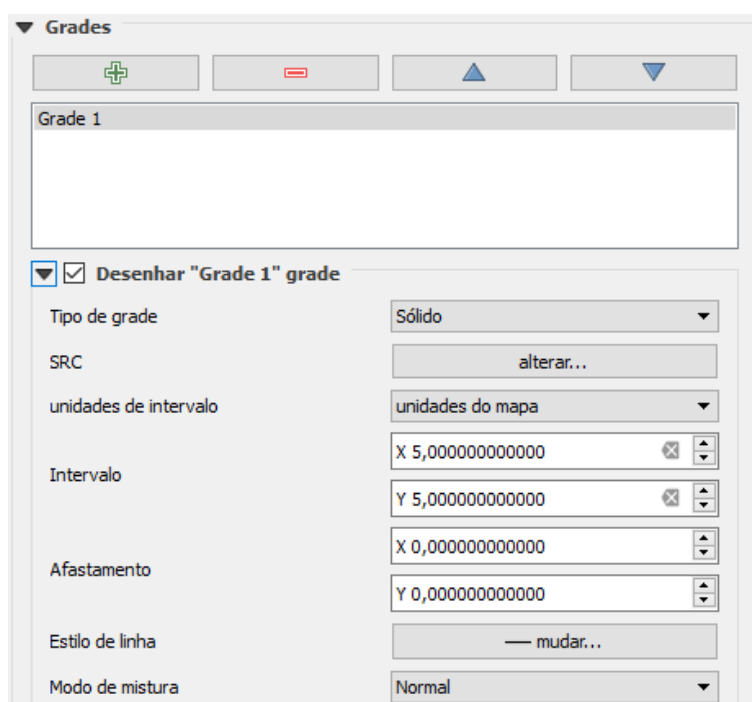 Grades
Grade 1
Desenhar "Grade 1" grade
Tipo de grade Sólido
SRC alterar...
unidades de intervalo unidades do mapa
Intervalo
X 5,000000000000
Y 5,000000000000
Afastamento
X 0,000000000000
Y 0,000000000000
Estilo de linha mudar...
Modo de mistura Normal